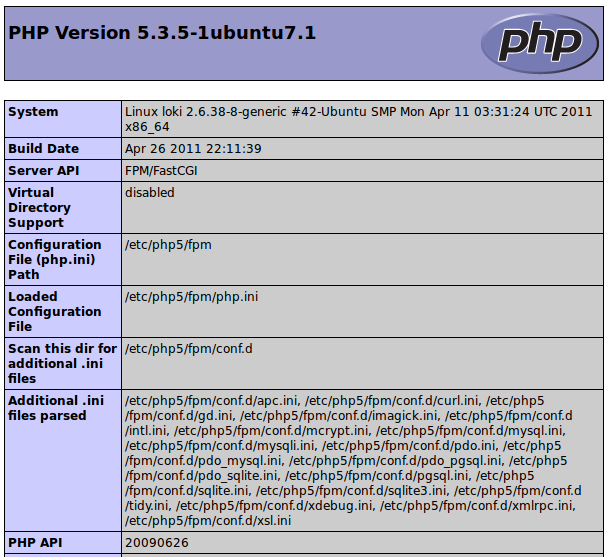 PHP Version 5.3.5-1ubuntu7.1
php
System
Linux loki 2.6.38-8-generic #42-Ubuntu SMP Mon Apr 11 03:31:24 UTC 2011
x86_64
Build Date
Apr 26 2011 22:11:39
Server API
FPM/FastCGI
Virtual
Directory
Support
disabled
Configuration
File (php.ini)
Path
/etc/php5/fpm
Loaded
Configuration
File
/etc/php5/fpm/php.ini
Scan this dir for
additional .ini
files
/etc/php5/fpm/conf.d
Additional .ini
files parsed
/etc/php5/fpm/conf.d/apc.ini, /etc/php5/fpm/conf.d/curl.ini, /etc/php5
/fpm/conf.d/gd.ini, /etc/php5/fpm/conf.d/imagick.ini, /etc/php5/fpm/conf.d
/intl.ini, /etc/php5/fpm/conf.d/mcrypt.ini, /etc/php5/fpm/conf.d/mysql.ini,
/etc/php5/fpm/conf.d/mysqli.ini, /etc/php5/fpm/conf.d/pdo.ini, /etc/php5
/fpm/conf.d/pdo_mysql.ini, /etc/php5/fpm/conf.d/pdo_pgsql.ini, /etc/php5
/fpm/conf.d/pdo_sqlite.ini, /etc/php5/fpm/conf.d/pgsql.ini, /etc/php5
/fpm/conf.d/sqlite.ini, /etc/php5/fpm/conf.d/sqlite3.ini, /etc/php5/fpm/conf.d
/tidy.ini, /etc/php5/fpm/conf.d/xdebug.ini, /etc/php5/fpm/conf.d/xmlrpc.ini,
/etc/php5/fpm/conf.d/xsl.ini
PHP API
20090626